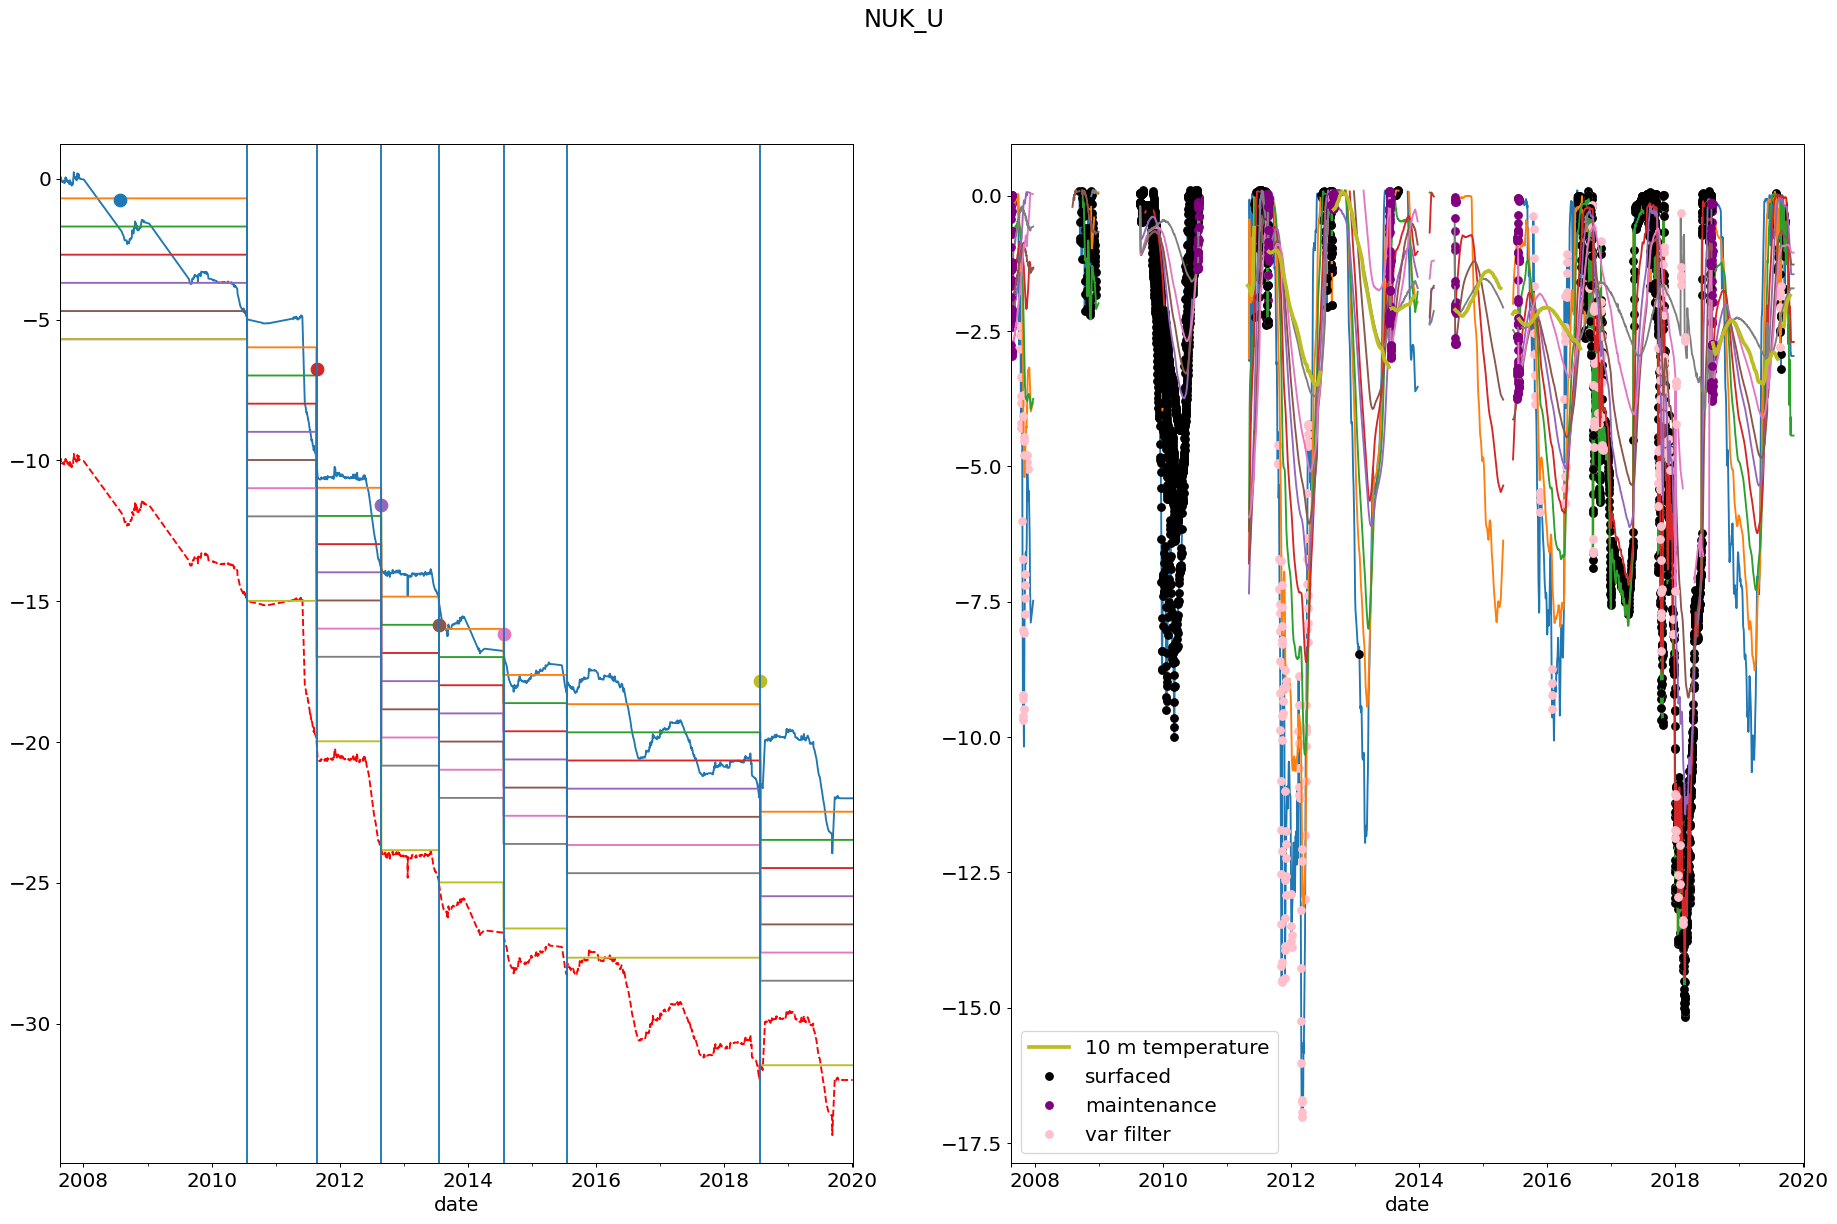 NUK_U
0
−5
−10
−15
−20
−25
−30
2008 2010 2012 2014 2016 2018 2020
date
0.0
−2.5
−5.0
−7.5
−10.0
−12.5
−15.0
−17.5
10 m temperature
surfaced
maintenance
var filter
2008 2010 2012 2014 2016 2018 2020
date